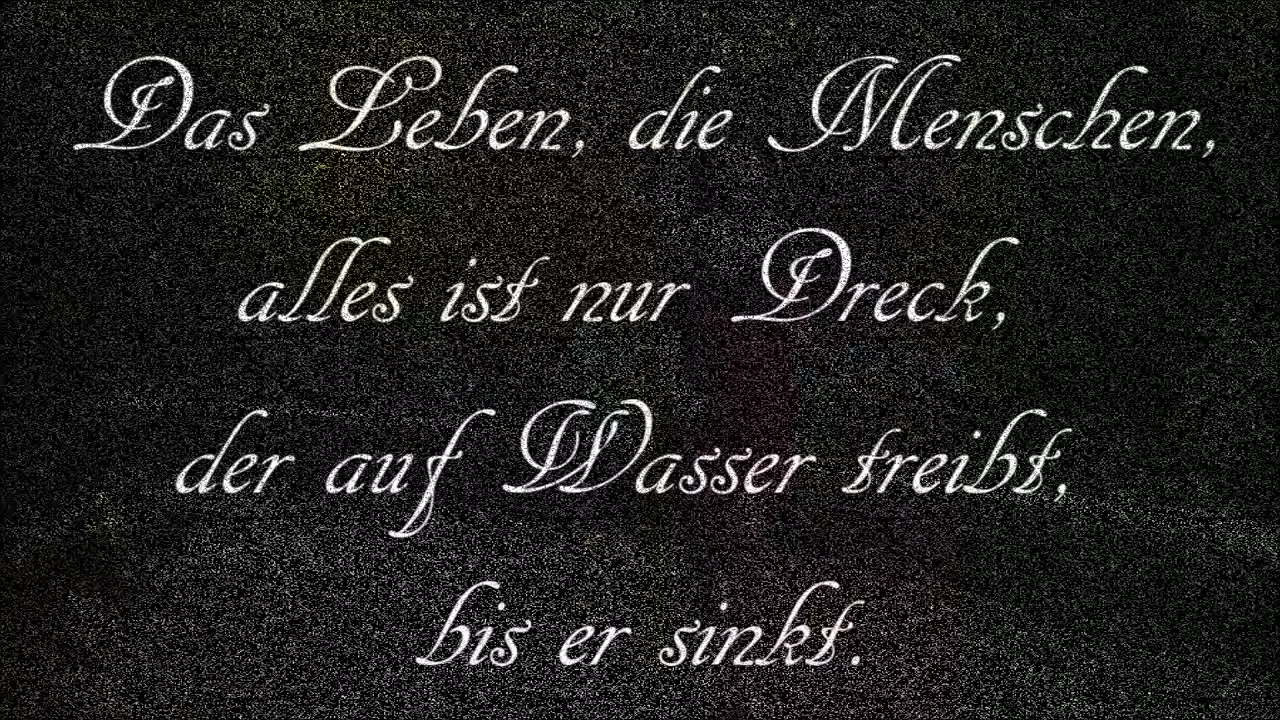 Das Leben, die Menschen,
alles ist nur Dreck,
der auf Wasser treibt,
bis er sinkt.